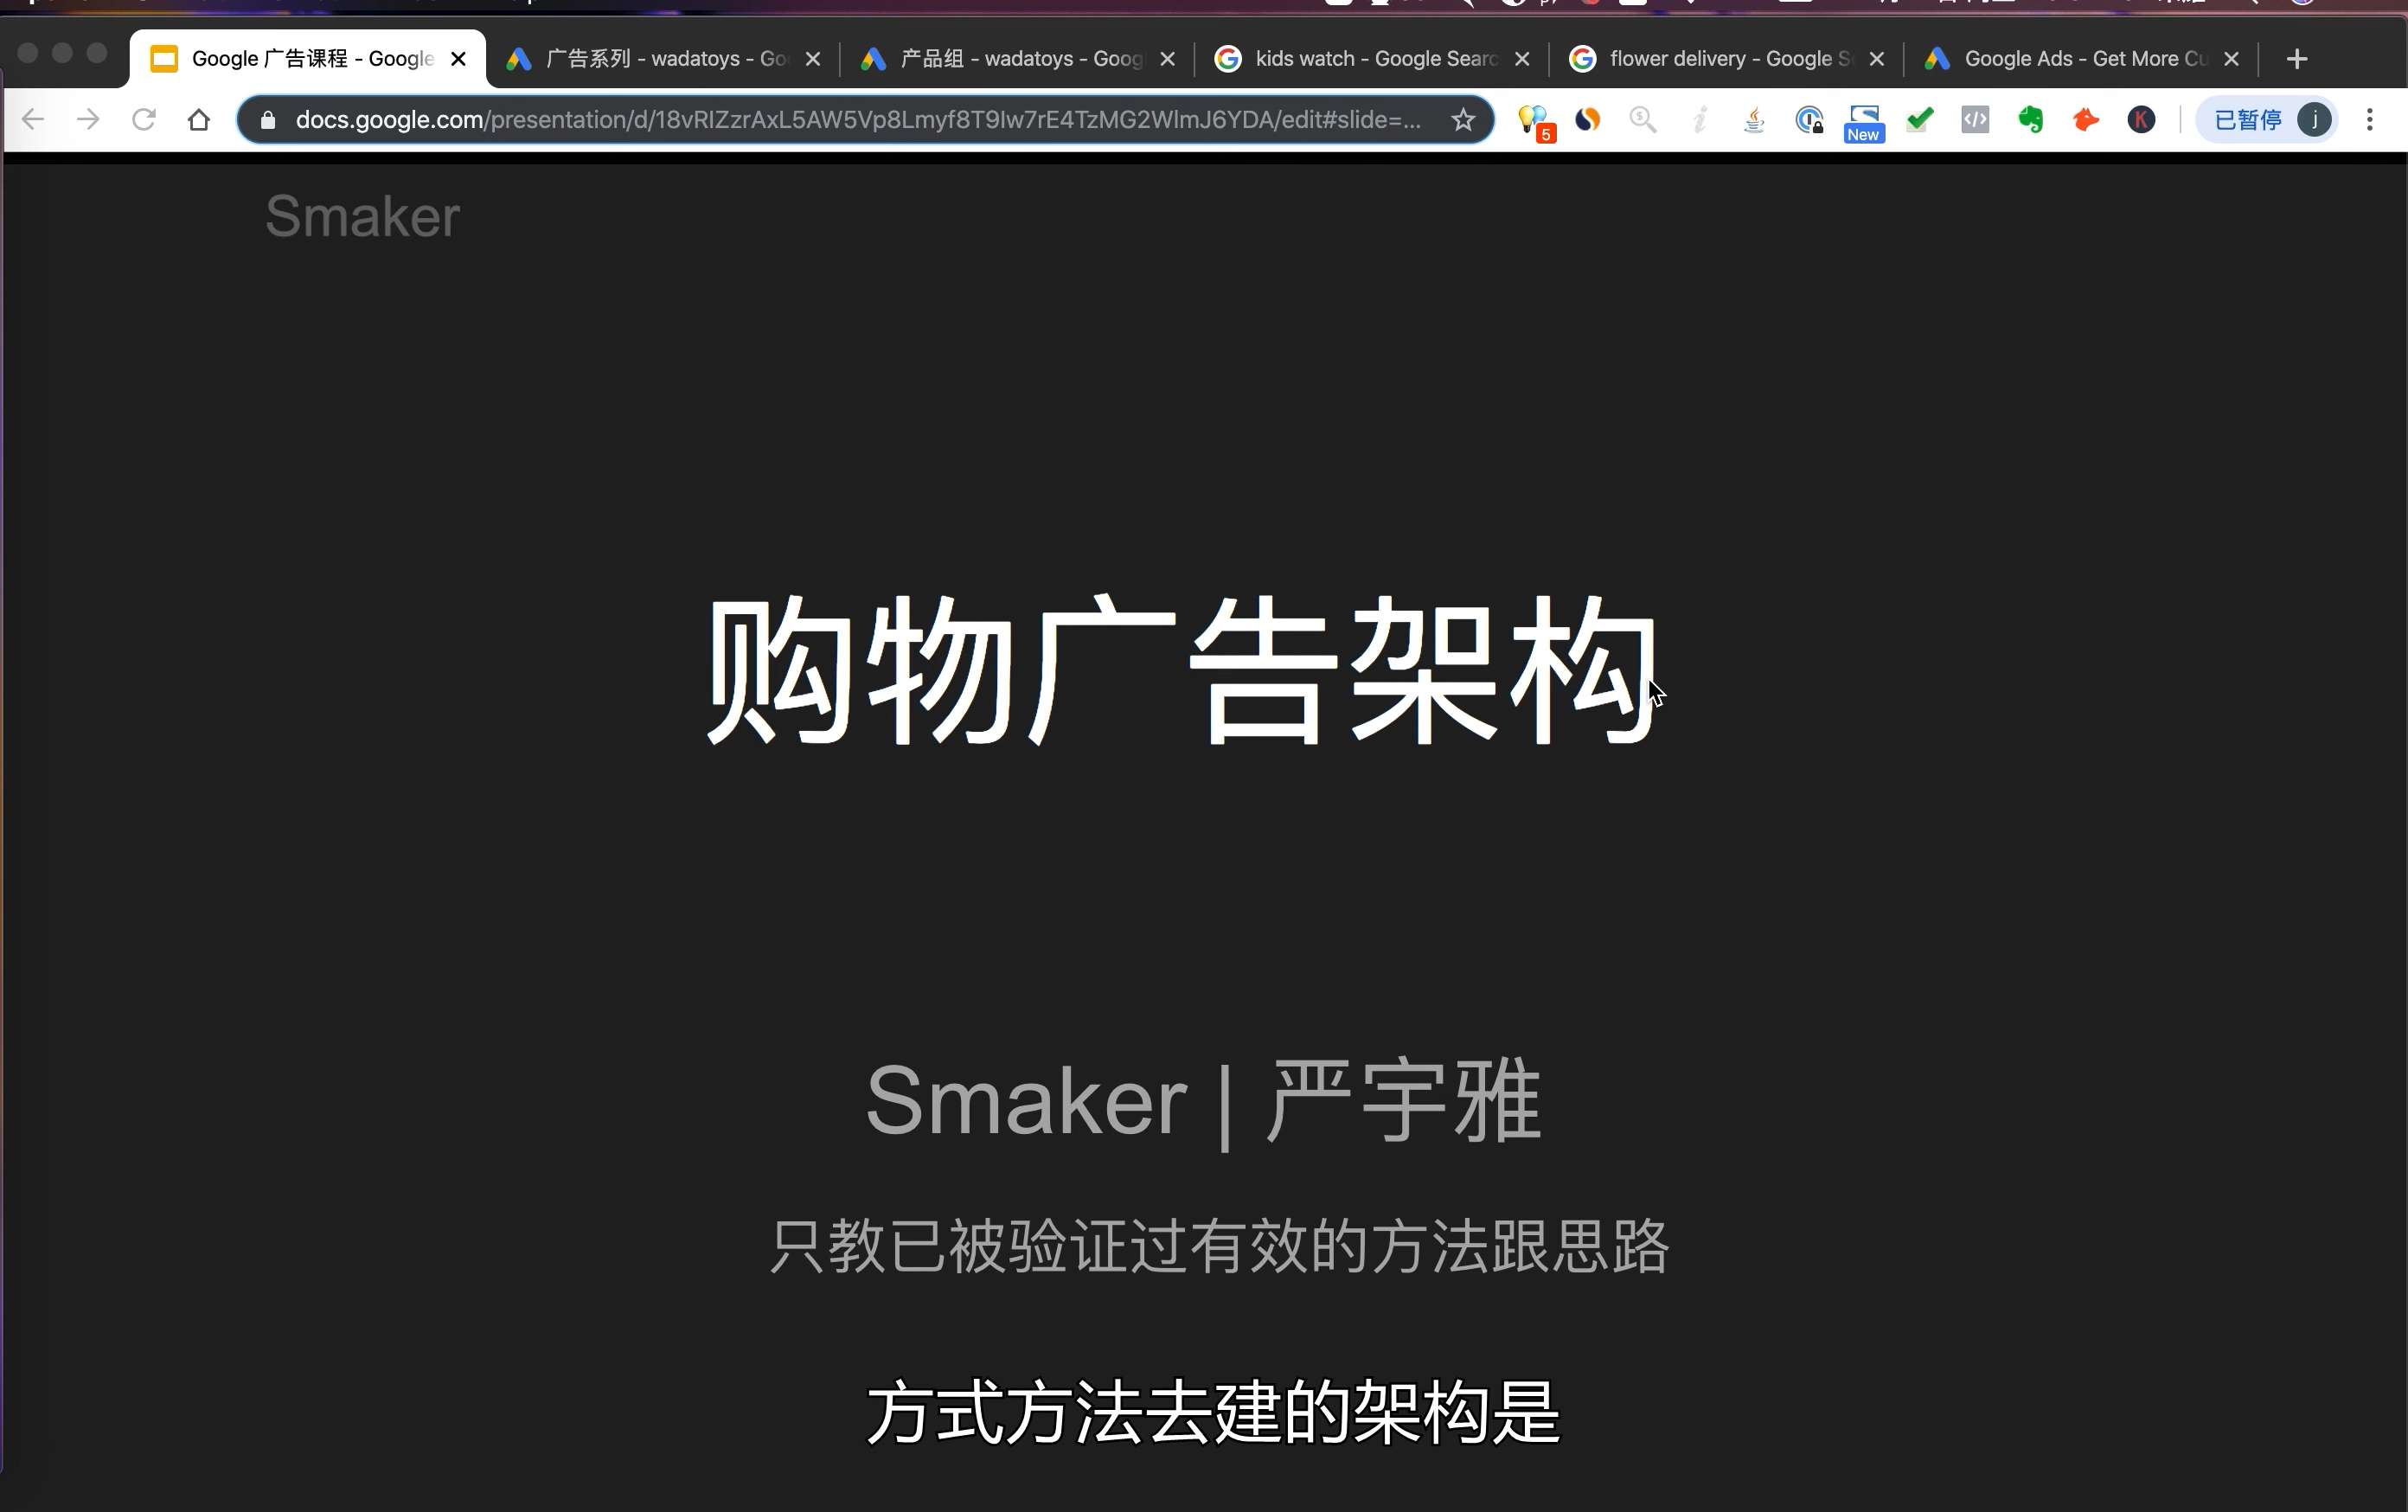 Google 广告课程 - Google
广告系列 - wadatoys - Go
产品组 - wadatoys - Goog
kids watch - Google Searc
flower delivery - Google S
Google Ads - Get More Cu
docs.google.com/presentation/d/18vRIZzrAxL5AW5Vp8Lmyf8T9Iw7rE4TzMG2WlmJ6YDA/edit#slide=...
5
New
K
已暂停
j
Smaker
购物广告架构
Smaker | 严宇雅
只教已被验证过有效的方法跟思路
方式方法去建的架构是